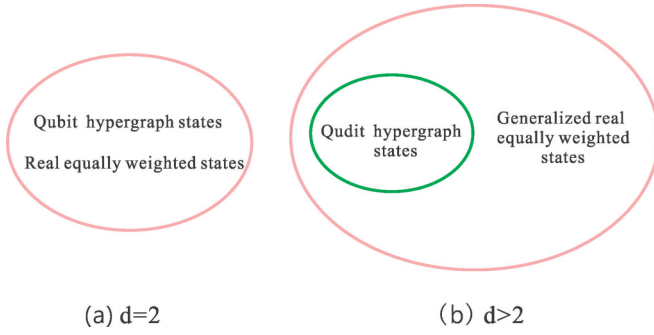 Qubit hypergraph states
Real equally weighted states
(a) d=2
Qudit hypergraph
states
Generalized real
equally weighted
states
(b) d>2